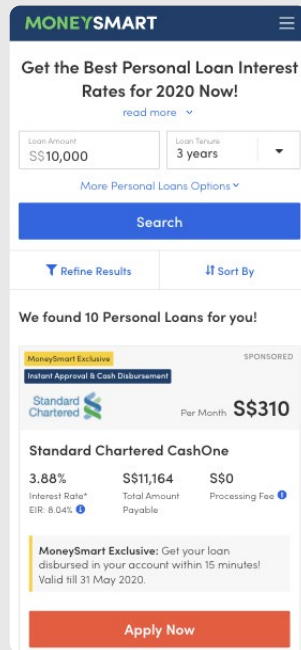 MONEYSMART
Get the Best Personal Loan Interest
Rates for 2020 Now!
read more
Loan Amount
S$10,000
Loan Tenure
3 years
More Personal Loans Options
Search
Refine Results
Sort By
We found 10 Personal Loans for you!
MoneySmart Exclusive
SPONSORED
Instant Approval & Cash Disbursement
Standard
Chartered
Per Month S$310
Standard Chartered CashOne
3.88% S$11,164 S$0
Interest Rate* Total Amount Processing Fee
EIR: 8.04% Payable
MoneySmart Exclusive: Get your loan
disbursed in your account within 15 minutes!
Valid till 31 May 2020.
Apply Now